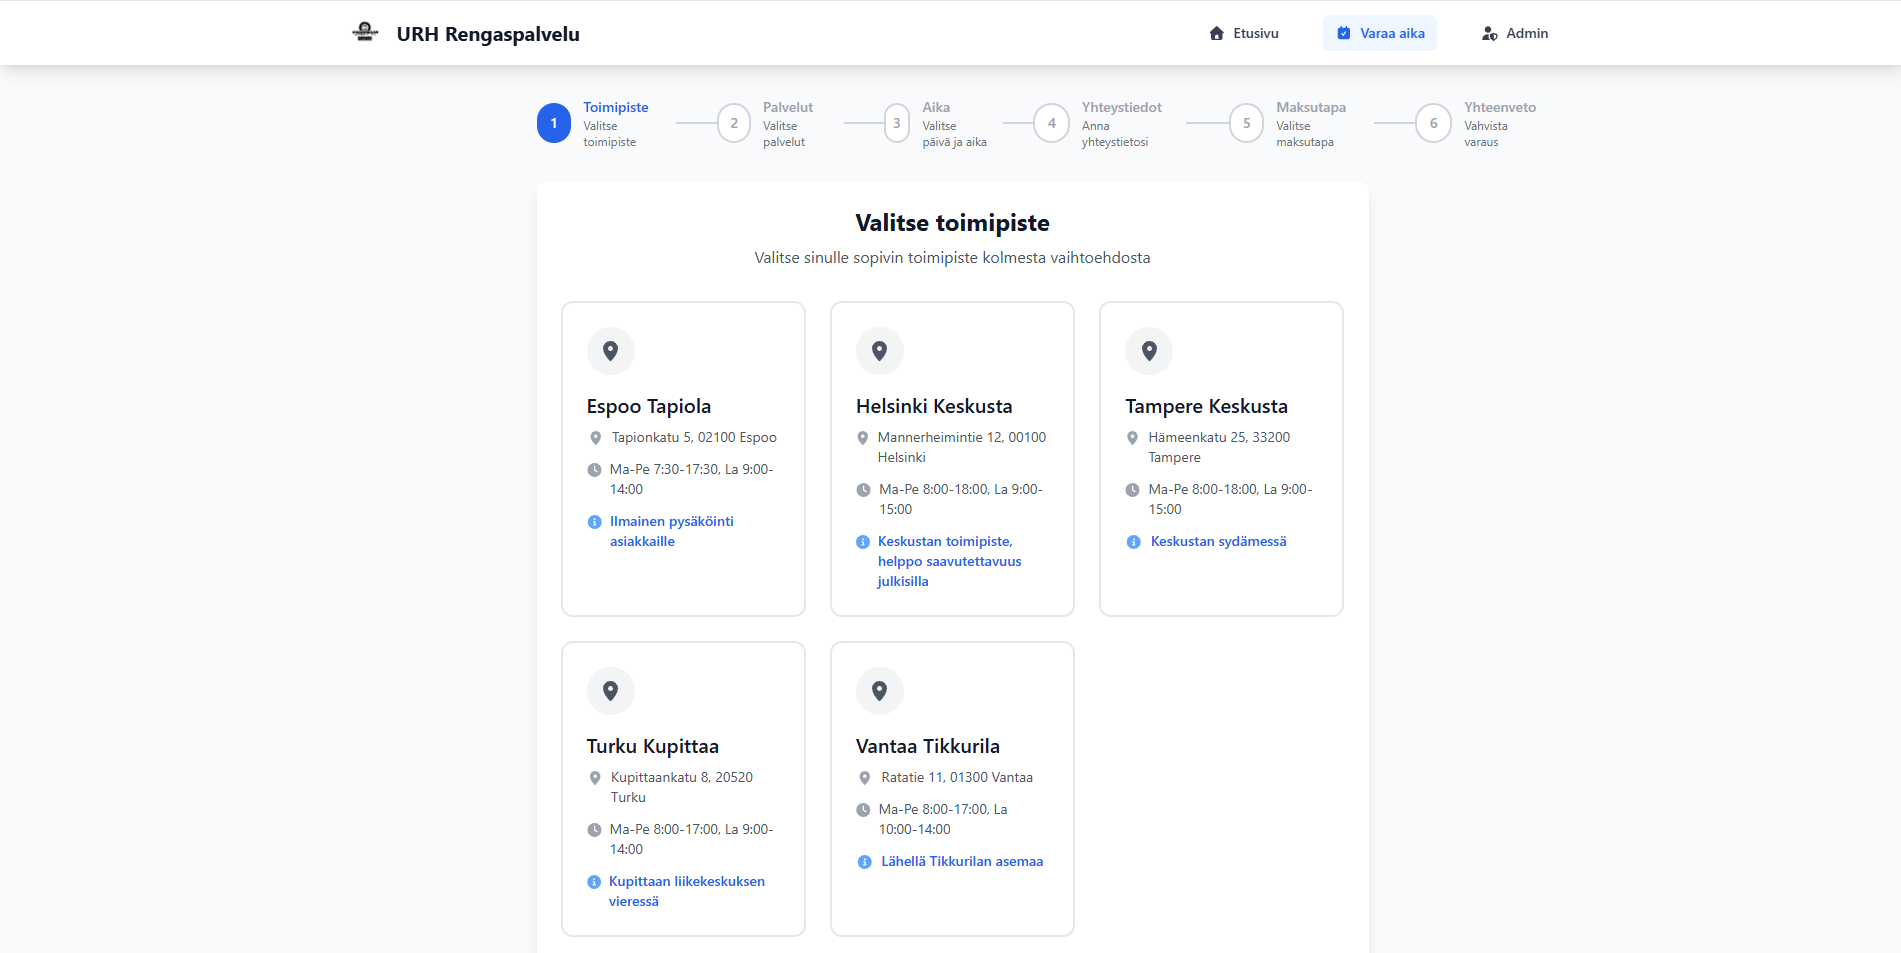 URH Rengaspalvelu
Etusivu
Varaa aika
Admin
1
Toimipiste
Valitse
toimipiste
2
Palvelut
Valitse
palvelut
3
Aika
Valitse
päivä ja aika
4
Yhteystiedot
Anna
yhteystietosi
5
Maksutapa
Valitse
maksutapa
6
Yhteenveto
Vahvista
varaus
Valitse toimipiste
Valitse sinulle sopivin toimipiste kolmesta vaihtoehdosta
Espoo Tapiola
Tapionkatu 5, 02100 Espoo
Ma-Pe 7:30-17:30, La 9:00-
14:00
Ilmainen pysäköinti
asiakkaille
Helsinki Keskusta
Mannerheimintie 12, 00100
Helsinki
Ma-Pe 8:00-18:00, La 9:00-
15:00
Keskustan toimipiste,
helppo saavutettavuus
julkisilla
Tampere Keskusta
Hämeenkatu 25, 33200
Tampere
Ma-Pe 8:00-18:00, La 9:00-
15:00
Keskustan sydämessä
Turku Kupittaa
Kupittaankatu 8, 20520
Turku
Ma-Pe 8:00-17:00, La 9:00-
14:00
Kupittaan liikekeskuksen
vieressä
Vantaa Tikkurila
Ratatie 11, 01300 Vantaa
Ma-Pe 8:00-17:00, La
10:00-14:00
Lähellä Tikkurilan asemaa